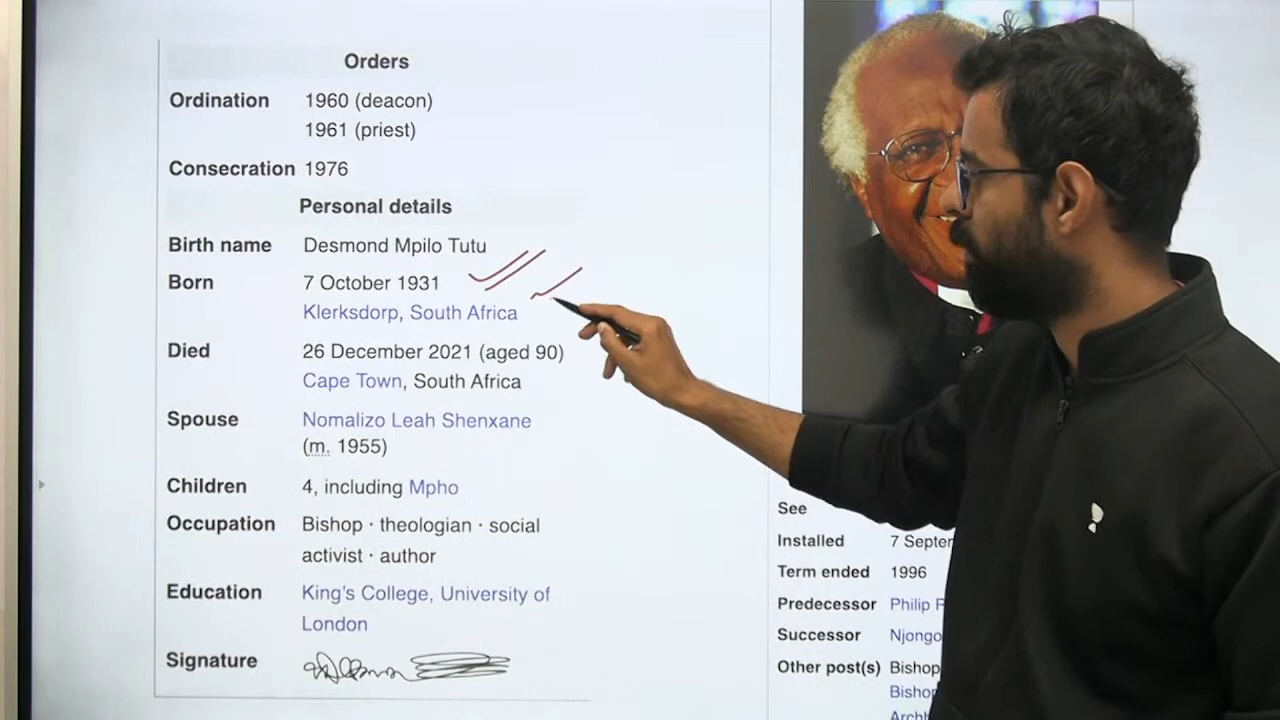 Orders
Ordination 1960 (deacon)
1961 (priest)
Consecration 1976
Personal details
Birth name Desmond Mpilo Tutu
Born 7 October 1931
Klerksdorp, South Africa
Died 26 December 2021 (aged 90)
Cape Town, South Africa
Spouse Nomalizo Leah Shenxane
(m. 1955)
Children 4, including Mpho
Occupation Bishop · theologian · social
activist · author
Education King's College, University of
London
Signature
See
Installed 7 Septer
Term ended 1996
Predecessor Philip
Successor Njongo
Other post(s) Bishop
Bishop
Archb